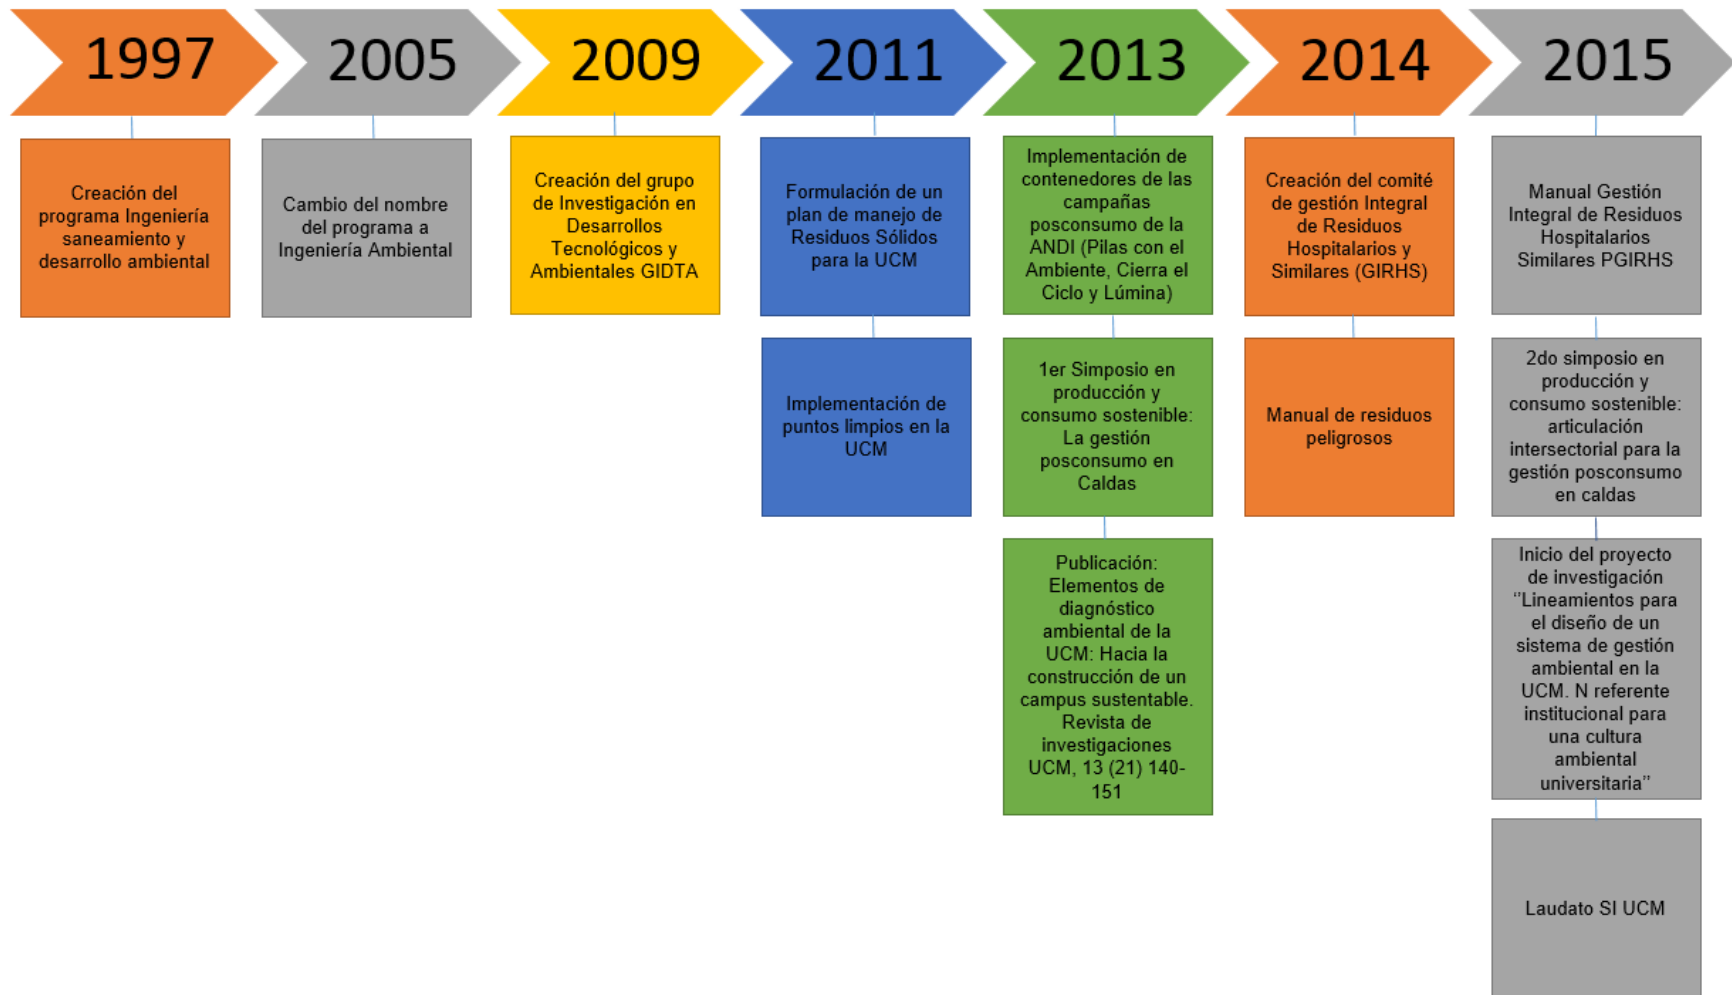 1997
2005
2009
2011
2013
2014
2015
Creación del
programa Ingeniería
saneamiento y
desarrollo ambiental
Cambio del nombre
del programa a
Ingeniería Ambiental
Creación del grupo
de Investigación en
Desarrollos
Tecnológicos y
Ambientales GIDTA
Formulación de un
plan de manejo de
Residuos Sólidos
para la UCM
Implementación de
puntos limpios en la
UCM
Implementación de
contenedores de las
campañas
posconsumo de la
ANDI (Pilas con el
Ambiente, Cierra el
Ciclo y Lúmina)
1er Simposio en
producción y
consumo sostenible:
La gestión
posconsumo en
Caldas
Publicación:
Elementos de
diagnóstico
ambiental de la
UCM: Hacia la
construcción de un
campus sustentable.
Revista de
investigaciones
UCM, 13 (21) 140-
151
Creación del comité
de gestión Integral
de Residuos
Hospitalarios y
Similares (GIRHS)
Manual de residuos
peligrosos
Manual Gestión
Integral de Residuos
Hospitalarios
Similares PGIRHS
2do simposio en
producción y
consumo sostenible:
articulación
intersectorial para la
gestión posconsumo
en caldas
Inicio del proyecto
de investigación
‘’Lineamientos para
el diseño de un
sistema de gestión
ambiental en la
UCM. N referente
institucional para
una cultura
ambiental
universitaria’’
Laudato SI UCM